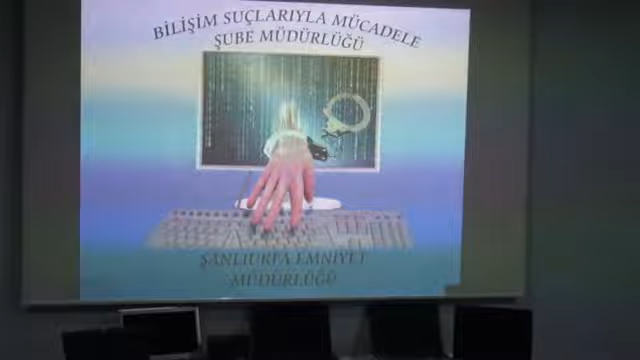 BİLİŞİM SUÇLARIYLA MÜCADELE
ŞUBE MÜDÜRLÜĞÜ
ŞANLIURFA EMNİYET
MÜDÜRLÜĞÜ